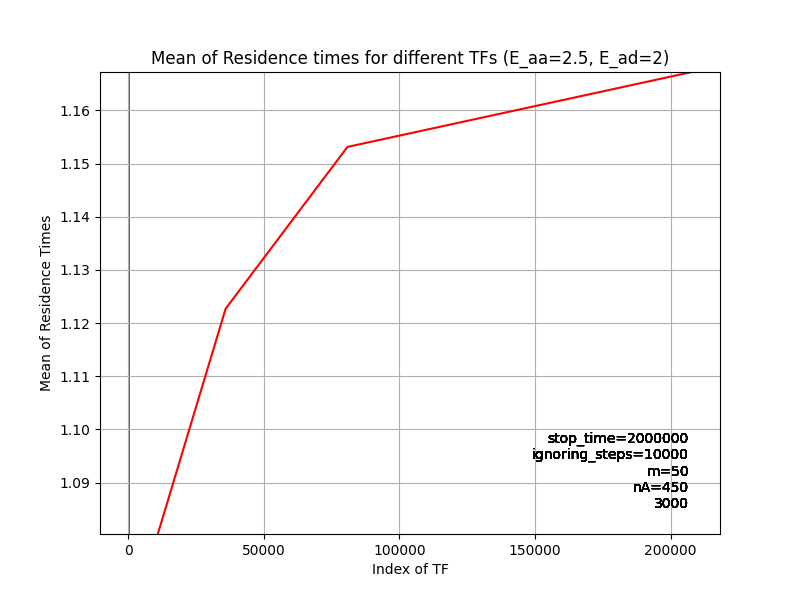 Mean of Residence times for different TFs (E_aa=2.5, E_ad=2)
Mean of Residence Times
1.16
1.15
1.14
1.13
1.12
1.11
1.10
1.09
stop_time=2000000
ignoring_steps=10000
m=50
nA=450
3000
0 50000 100000 150000 200000
Index of TF